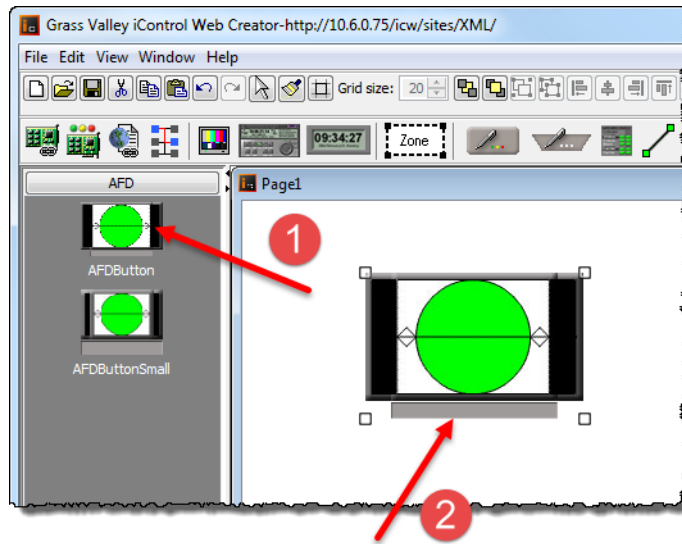 Grass Valley iControl Web Creator-http://10.6.0.75/icw/sites/XML/
File Edit View Window Help
Grid size: 20
09:34:27 Zone
AFD Page1
1
AFDButton
AFDButtonSmall
2